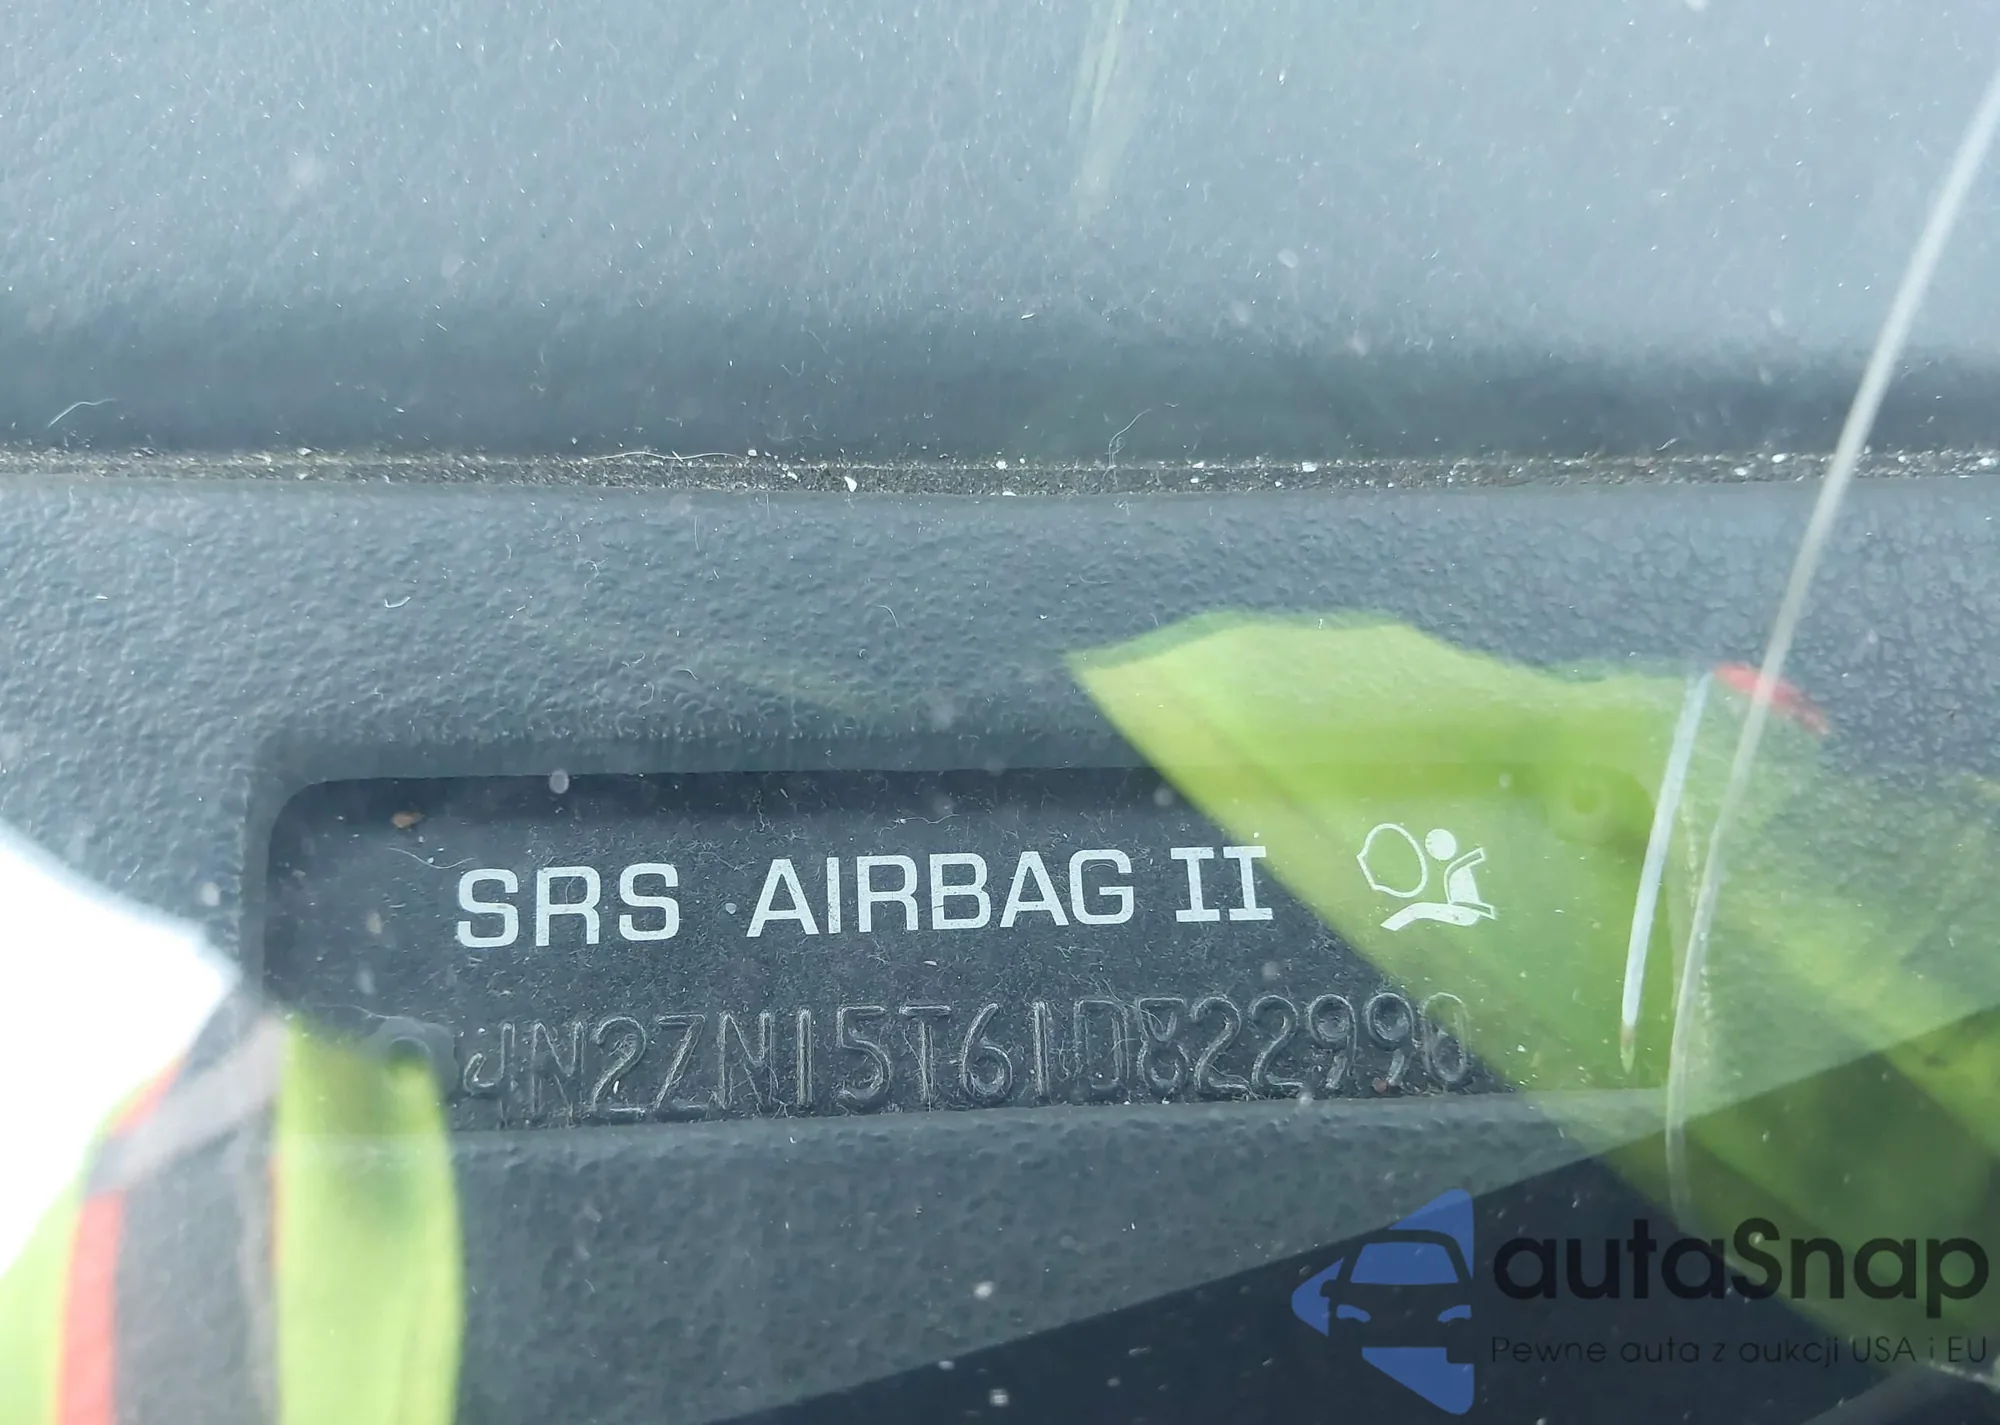 SRS AIRBAG II
JN2ZN15T61D822990
autaSnap
Pewne auta z aukcji USA i EU